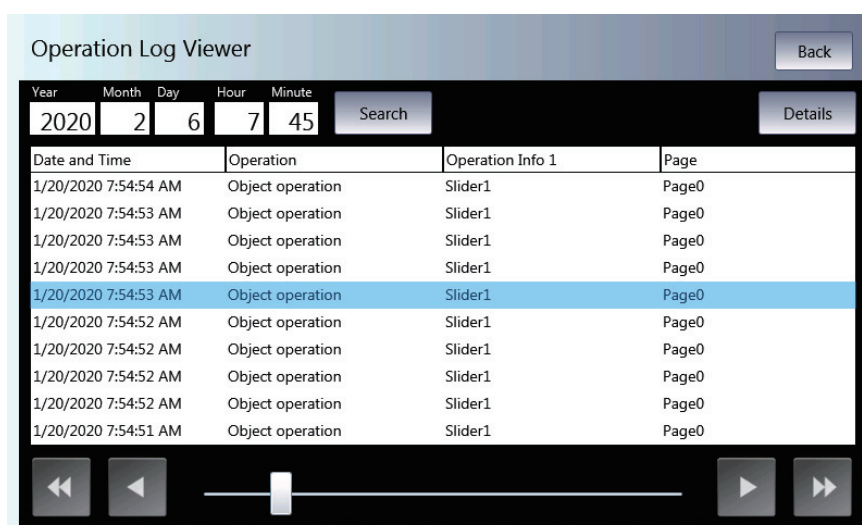 Operation Log Viewer Back
Year Month Day Hour Minute
2020 2 6 7 45 Search Details
Date and Time Operation Operation Info 1 Page
1/20/2020 7:54:54 AM Object operation Slider1 Page0
1/20/2020 7:54:53 AM Object operation Slider1 Page0
1/20/2020 7:54:53 AM Object operation Slider1 Page0
1/20/2020 7:54:53 AM Object operation Slider1 Page0
1/20/2020 7:54:53 AM Object operation Slider1 Page0
1/20/2020 7:54:52 AM Object operation Slider1 Page0
1/20/2020 7:54:52 AM Object operation Slider1 Page0
1/20/2020 7:54:52 AM Object operation Slider1 Page0
1/20/2020 7:54:52 AM Object operation Slider1 Page0
1/20/2020 7:54:51 AM Object operation Slider1 Page0